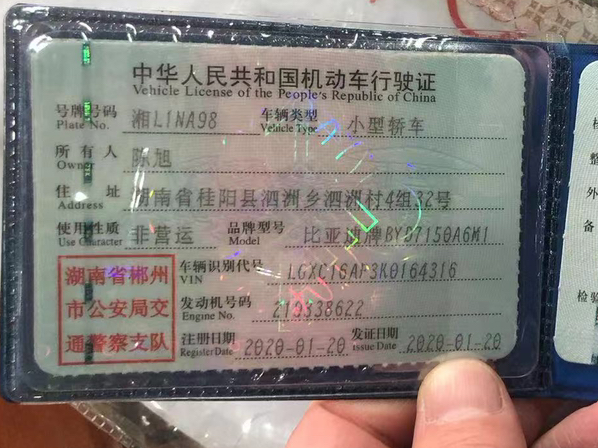 中华人民共和国机动车行驶证
Vehicle License of the People's Republic of China
号牌号码 湘L1NA98 车辆类型 小型轿车
Plate No. Vehicle Type
所有人 陈旭
Owner
住址 湖南省桂阳县泗洲乡泗洲村4组32号
Address
使用性质 非营运 品牌型号 比亚迪牌BYD7150A6M1
Use Character Model
湖南省郴州
市公安局交
通警察支队
车辆识别代号 LGXC16AF3K0164316
VIN
发动机号码 219338622
Engine No.
注册日期 2020-01-20 发证日期 2020-01-20
Register Date Issue Date
检
整
外
备
检验